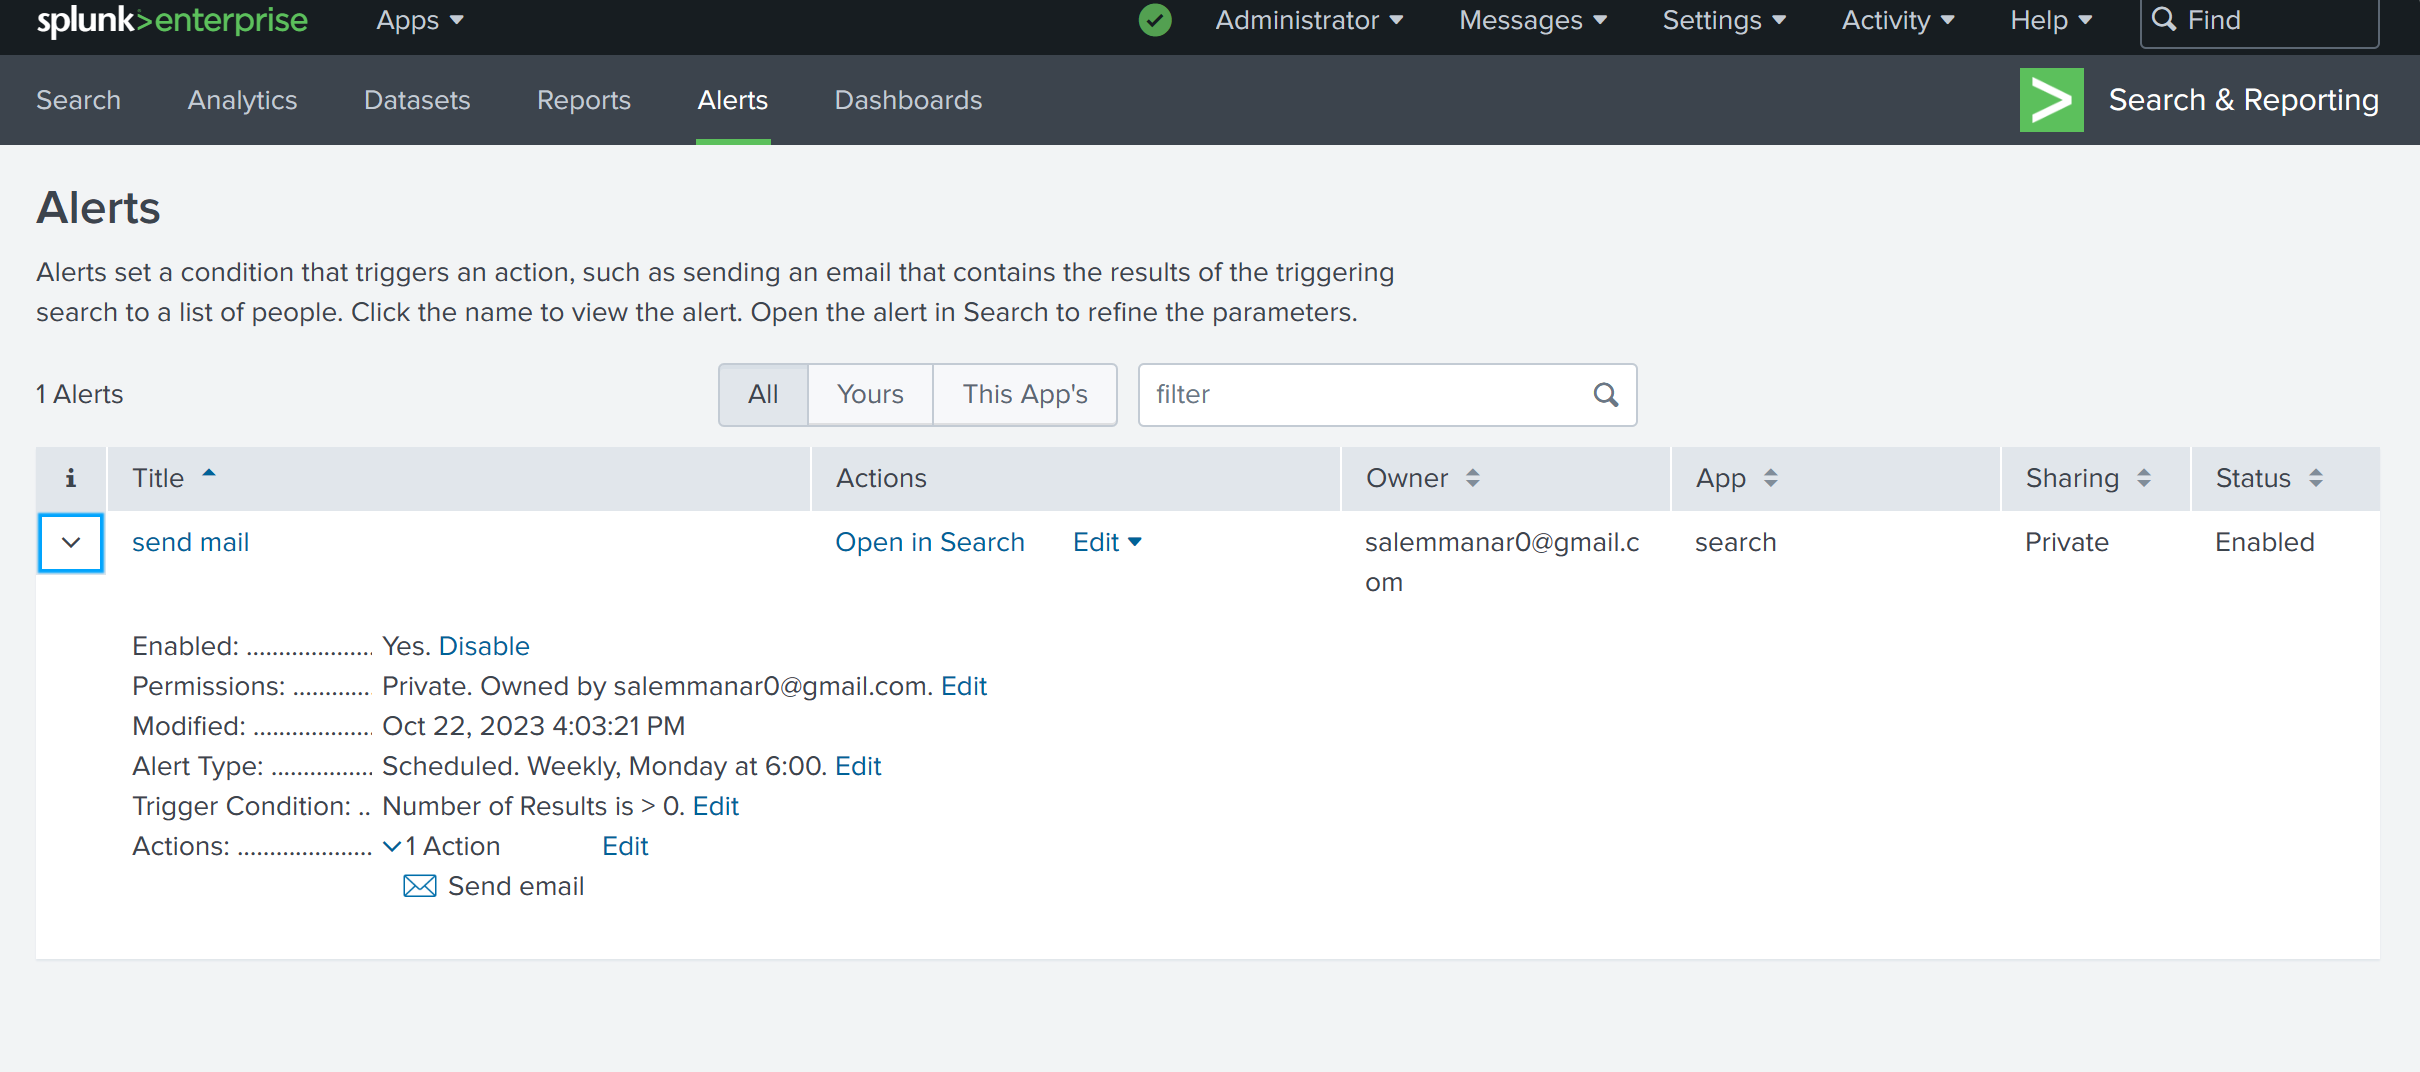 splunk>enterprise Apps Administrator Messages Settings Activity Help Find
Search Analytics Datasets Reports Alerts Dashboards Search & Reporting
Alerts
Alerts set a condition that triggers an action, such as sending an email that contains the results of the triggering
search to a list of people. Click the name to view the alert. Open the alert in Search to refine the parameters.
1 Alerts All Yours This App's filter
i Title Actions Owner App Sharing Status
send mail Open in Search Edit salemmanar0@gmail.c search Private Enabled
om
Enabled: .................... Yes. Disable
Permissions: ............. Private. Owned by salemmanar0@gmail.com. Edit
Modified: ................... Oct 22, 2023 4:03:21 PM
Alert Type: ................ Scheduled. Weekly, Monday at 6:00. Edit
Trigger Condition: .. Number of Results is > 0. Edit
Actions: ..................... 1 Action Edit
Send email